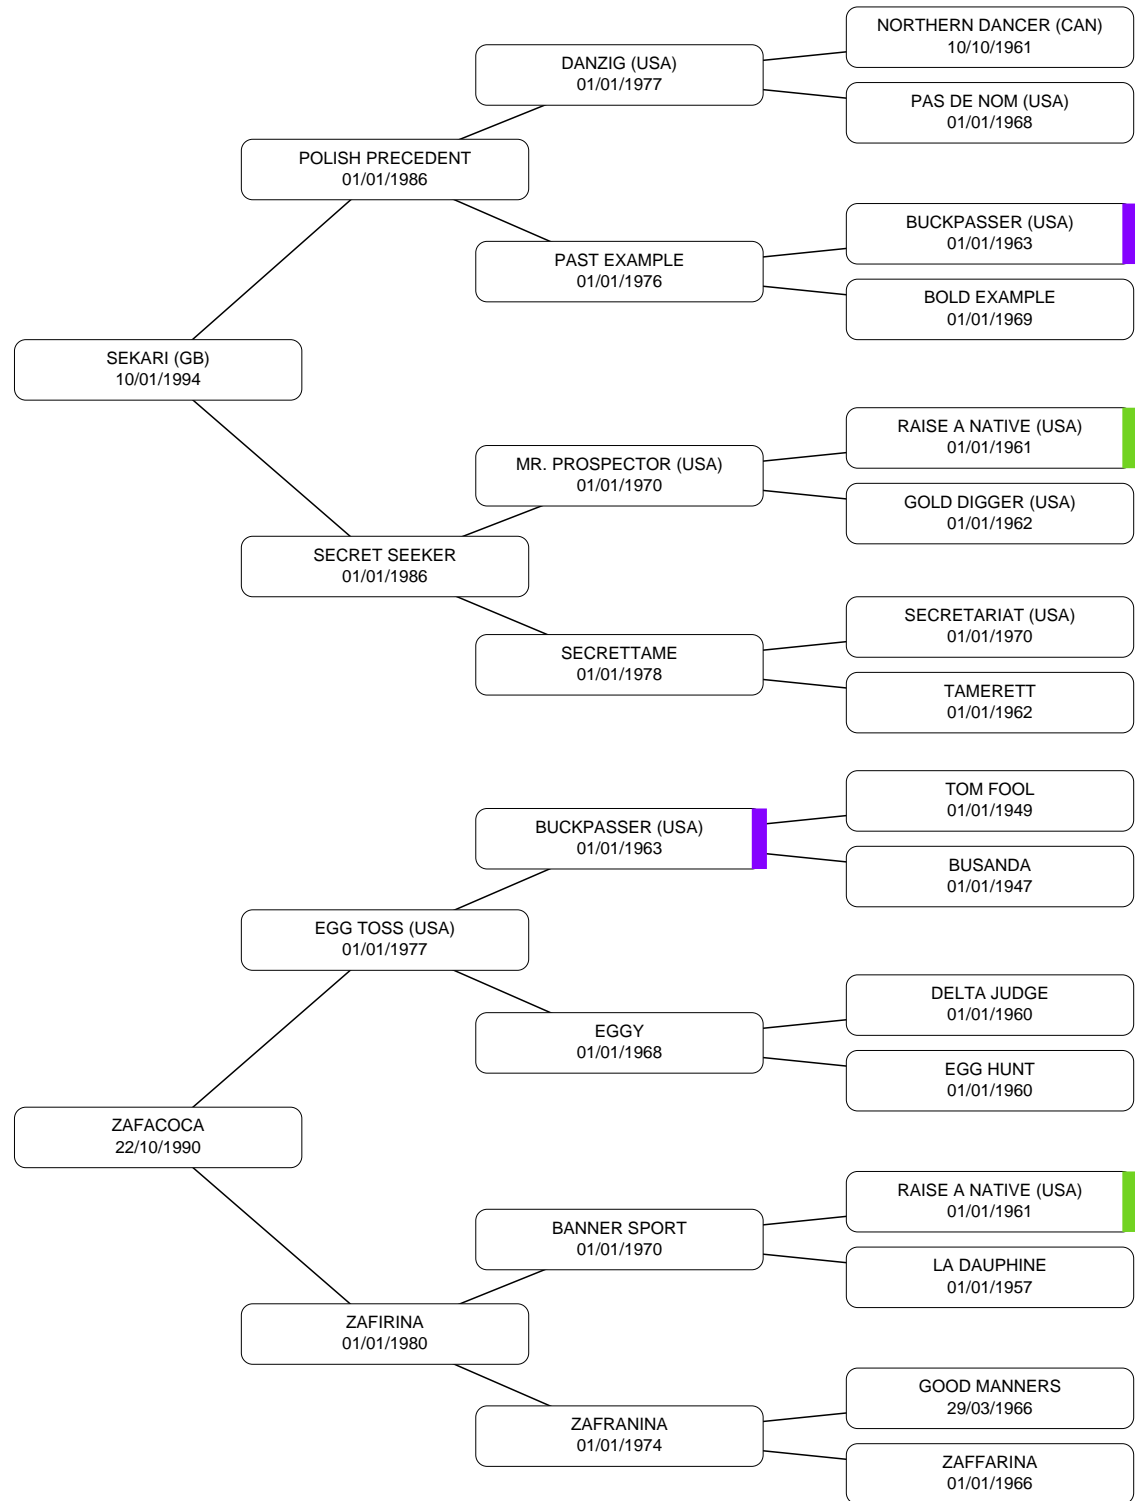 NORTHERN DANCER (CAN)
10/10/1961
DANZIG (USA)
01/01/1977
PAS DE NOM (USA)
01/01/1968
POLISH PRECEDENT
01/01/1986
BUCKPASSER (USA)
01/01/1963
PAST EXAMPLE
01/01/1976
BOLD EXAMPLE
01/01/1969
SEKARI (GB)
10/01/1994
RAISE A NATIVE (USA)
01/01/1961
MR. PROSPECTOR (USA)
01/01/1970
GOLD DIGGER (USA)
01/01/1962
SECRET SEEKER
01/01/1986
SECRETARIAT (USA)
01/01/1970
SECRETTAME
01/01/1978
TAMERETT
01/01/1962
TOM FOOL
01/01/1949
BUCKPASSER (USA)
01/01/1963
BUSANDA
01/01/1947
EGG TOSS (USA)
01/01/1977
DELTA JUDGE
01/01/1960
EGGY
01/01/1968
EGG HUNT
01/01/1960
ZAFACOCA
22/10/1990
RAISE A NATIVE (USA)
01/01/1961
BANNER SPORT
01/01/1970
LA DAUPHINE
01/01/1957
ZAFIRINA
01/01/1980
GOOD MANNERS
29/03/1966
ZAFRANINA
01/01/1974
ZAFFARINA
01/01/1966